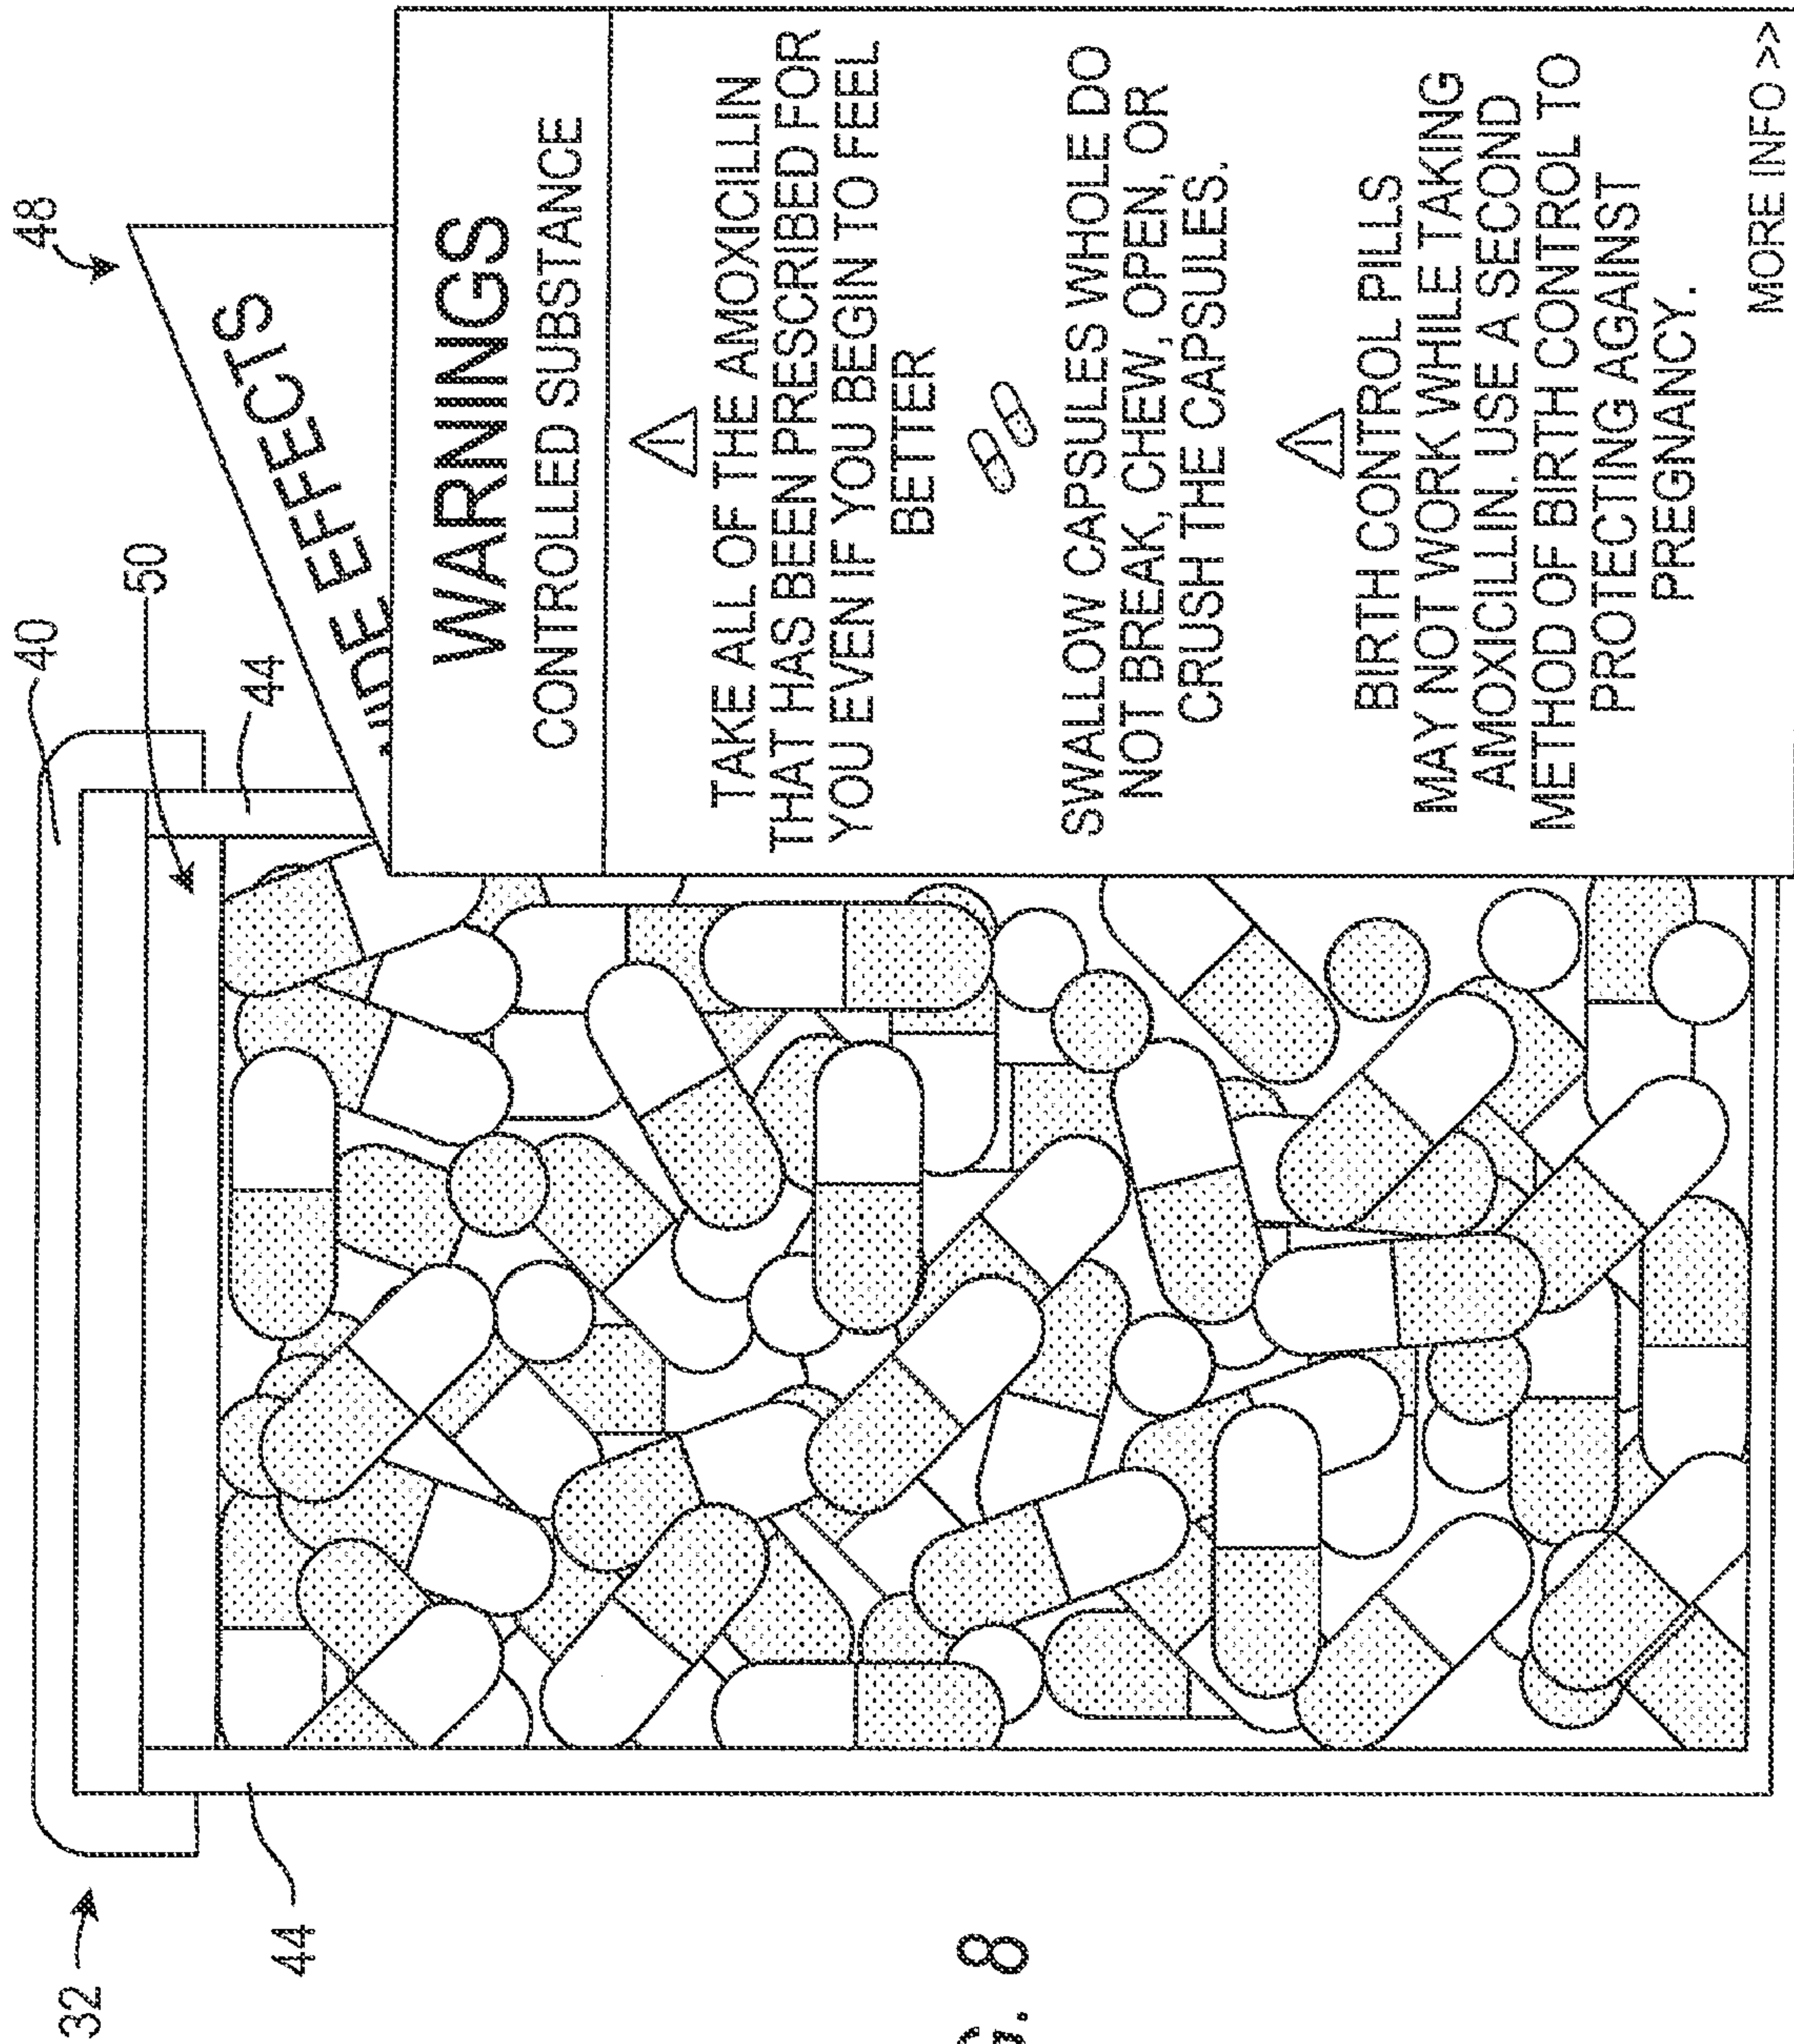 32
40
44
44
50
48
EFFECTS
WARNINGS
CONTROLLED SUBSTANCE
TAKE ALL OF THE AMOXICILLIN
THAT HAS BEEN PRESCRIBED FOR
YOU EVEN IF YOU BEGIN TO FEEL
BETTER
SWALLOW CAPSULES WHOLE DO
NOT BREAK, CHEW, OPEN, OR
CRUSH THE CAPSULES.
BIRTH CONTROL PILLS
MAY NOT WORK WHILE TAKING
AMOXICILLIN. USE A SECOND
METHOD OF BIRTH CONTROL TO
PROTECTING AGAINST
PREGNANCY.
MORE INFO >>
G. 8